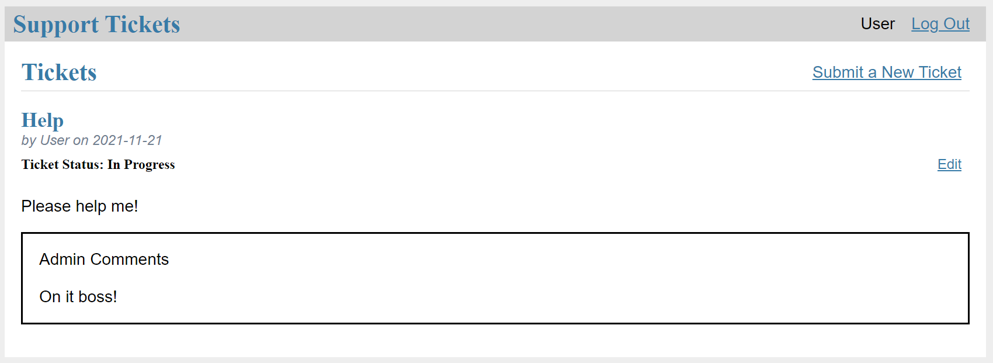 Support Tickets User Log Out
Tickets Submit a New Ticket
Help
by User on 2021-11-21
Ticket Status: In Progress Edit
Please help me!
Admin Comments
On it boss!